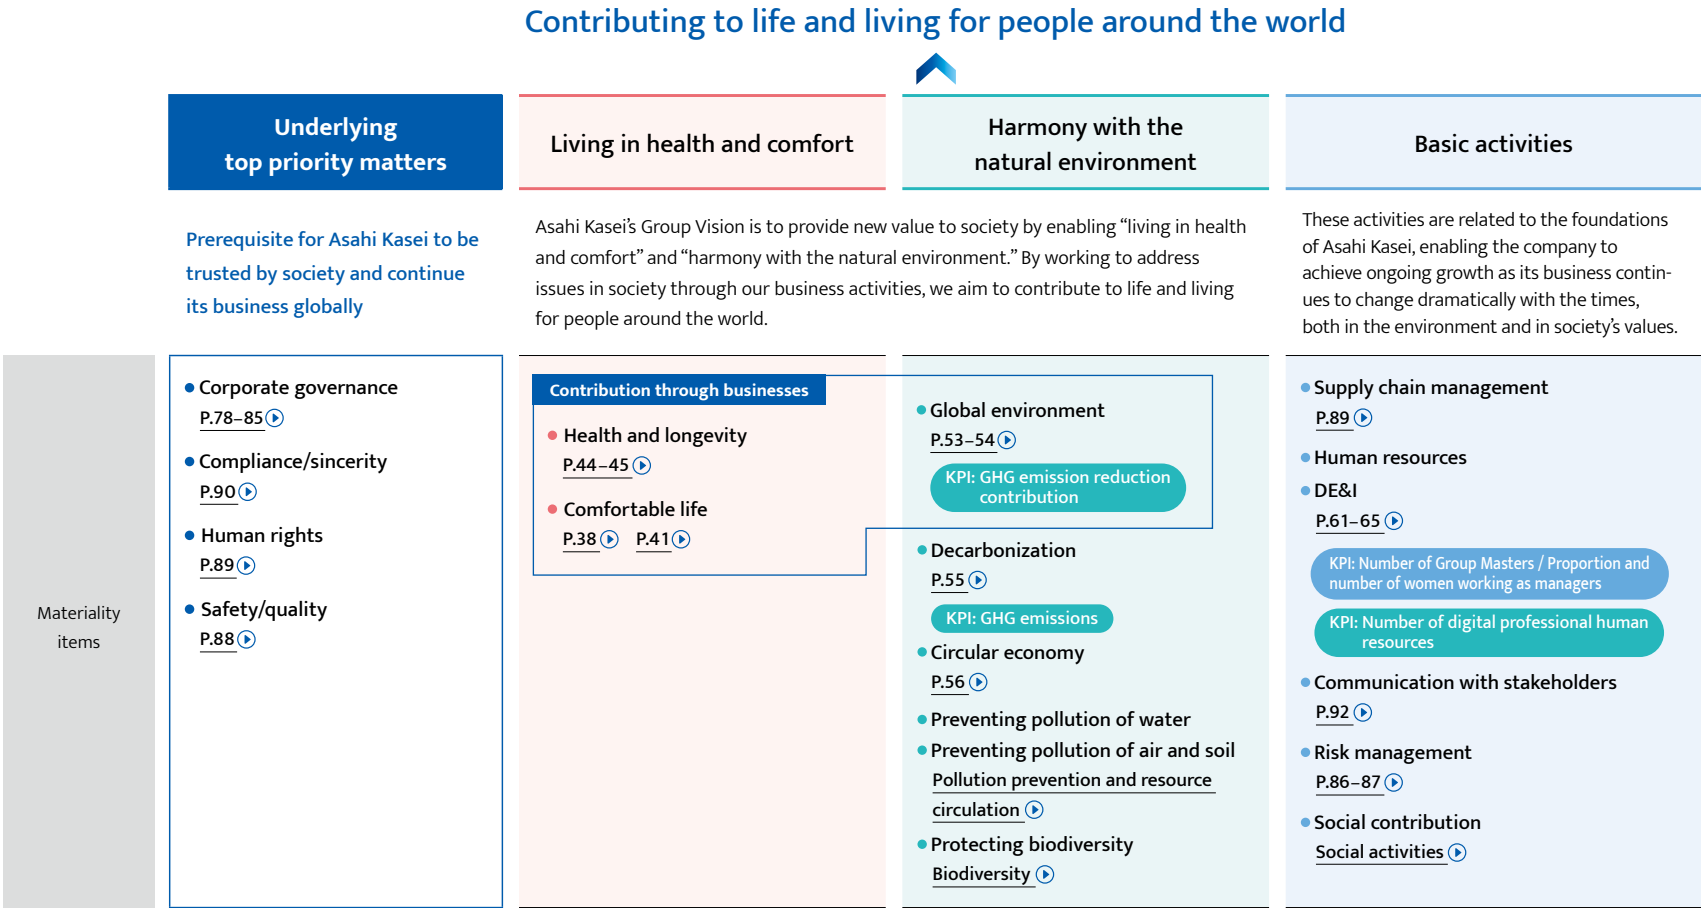 Contributing to life and living for people around the world
Underlying
top priority matters
Living in health and comfort
Harmony with the
natural environment
Basic activities
Prerequisite for Asahi Kasei to be
trusted by society and continue
its business globally
Asahi Kasei’s Group Vision is to provide new value to society by enabling “living in health
and comfort” and “harmony with the natural environment.” By working to address
issues in society through our business activities, we aim to contribute to life and living
for people around the world.
These activities are related to the foundations
of Asahi Kasei, enabling the company to
achieve ongoing growth as its business contin-
ues to change dramatically with the times,
both in the environment and in society’s values.
Materiality
items
Corporate governance
P.78–85
Compliance/sincerity
P.90
Human rights
P.89
Safety/quality
P.88
Contribution through businesses
Health and longevity
P.44–45
Comfortable life
P.38 P.41
Global environment
P.53–54
KPI: GHG emission reduction
contribution
Decarbonization
P.55
KPI: GHG emissions
Circular economy
P.56
Preventing pollution of water
Preventing pollution of air and soil
Pollution prevention and resource
circulation
Protecting biodiversity
Biodiversity
Supply chain management
P.89
Human resources
DE&I
P.61–65
KPI: Number of Group Masters / Proportion and
number of women working as managers
KPI: Number of digital professional human
resources
Communication with stakeholders
P.92
Risk management
P.86–87
Social contribution
Social activities